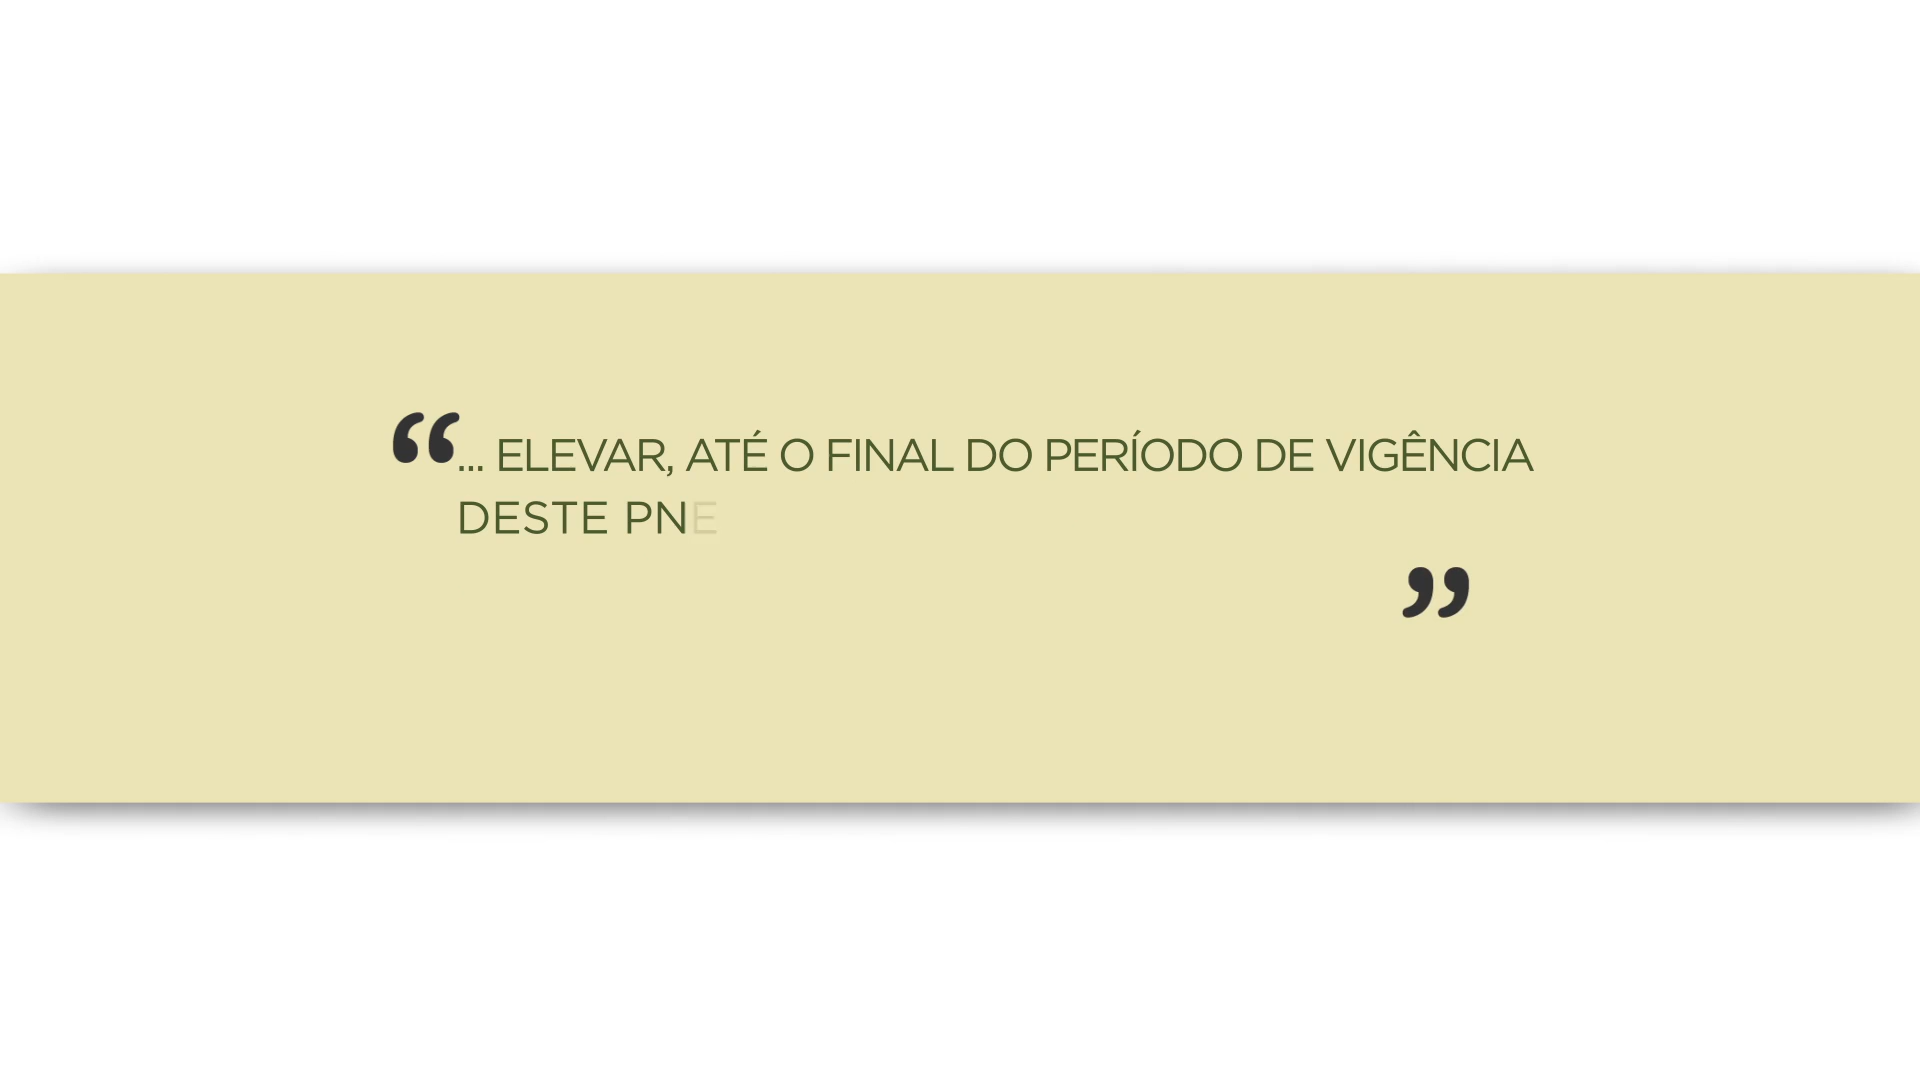 “... ELEVAR, ATÉ O FINAL DO PERÍODO DE VIGÊNCIA
DESTE PNE
”